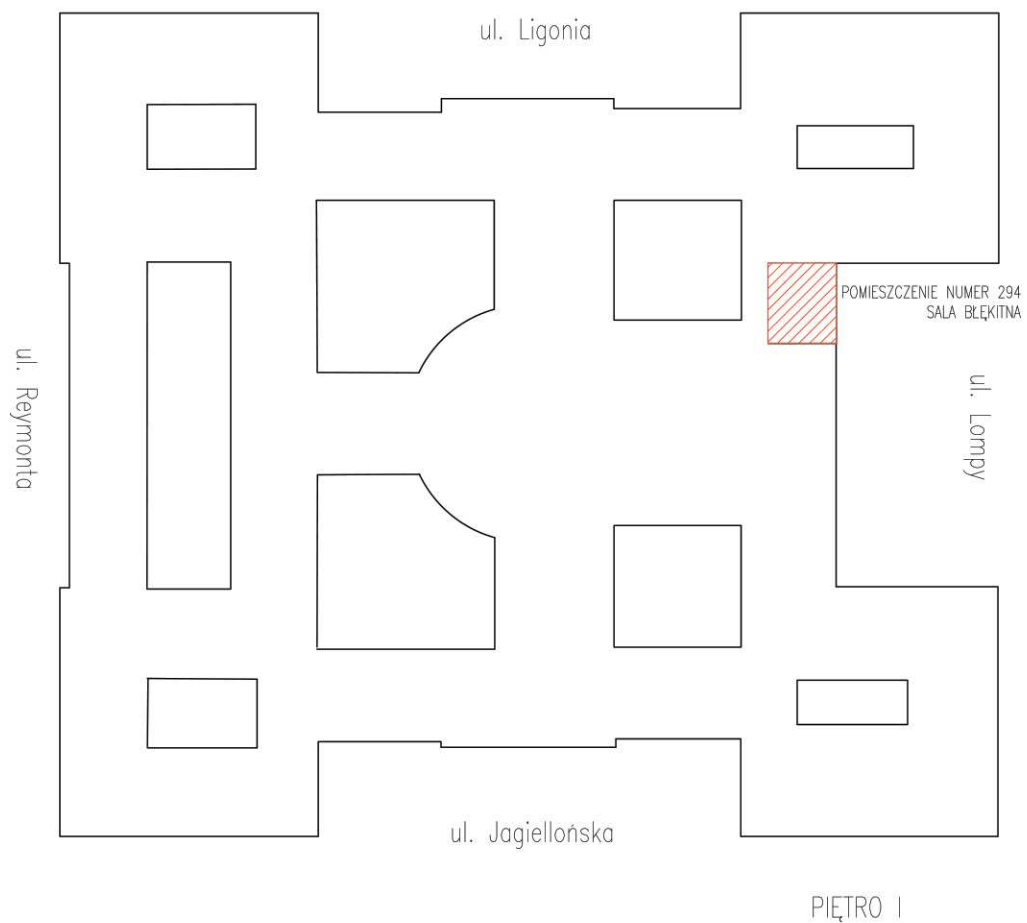 ul. Ligonia
POMIESZCZENIE NUMER 294
SALA BŁĘKITNA
ul. Reymonta
ul. Lompy
ul. Jagiellońska
PIĘTRO I